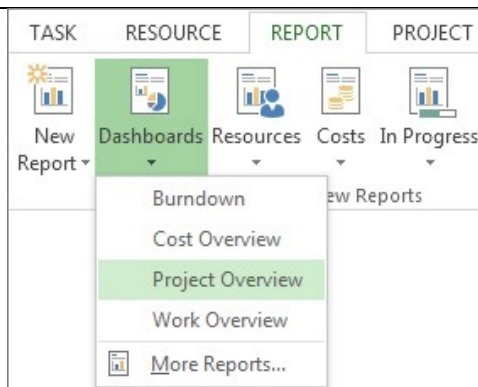 TASK RESOURCE REPORT PROJECT
New Report Dashboards Resources Costs In Progress
ew Reports
Burndown
Cost Overview
Project Overview
Work Overview
More Reports...